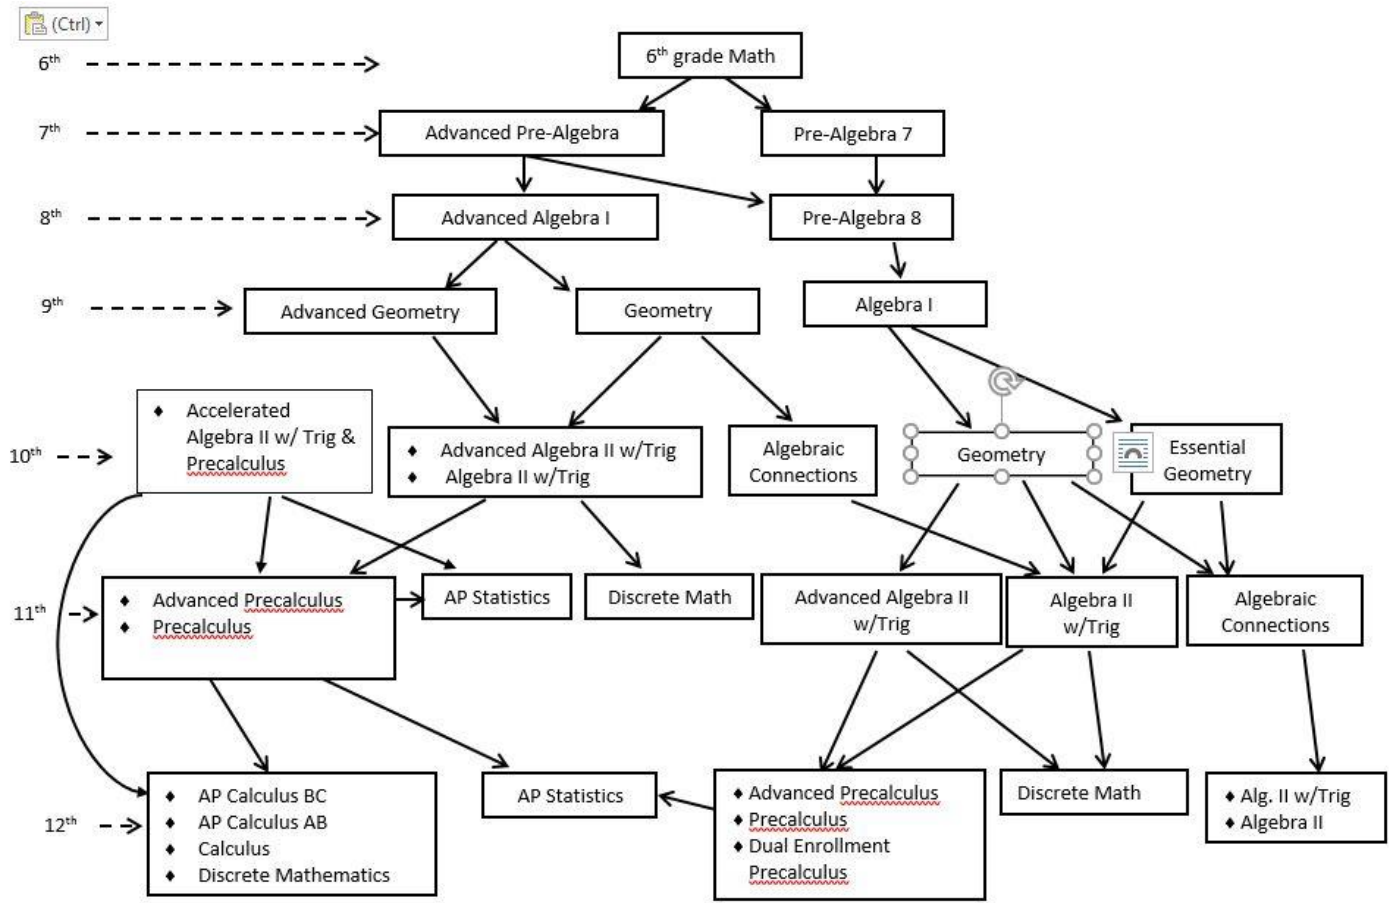 (Ctrl)
6th
6th grade Math
7th
Advanced Pre-Algebra
Pre-Algebra 7
8th
Advanced Algebra I
Pre-Algebra 8
9th
Advanced Geometry
Geometry
Algebra I
10th
♦ Accelerated
Algebra II w/ Trig &
Precalculus
♦ Advanced Algebra II w/Trig
♦ Algebra II w/Trig
Algebraic
Connections
Geometry
Essential
Geometry
11th
♦ Advanced Precalculus
♦ Precalculus
AP Statistics
Discrete Math
Advanced Algebra II
w/Trig
Algebra II
w/Trig
Algebraic
Connections
12th
♦ AP Calculus BC
♦ AP Calculus AB
♦ Calculus
♦ Discrete Mathematics
AP Statistics
♦ Advanced Precalculus
♦ Precalculus
♦ Dual Enrollment
Precalculus
Discrete Math
♦ Alg. II w/Trig
♦ Algebra II